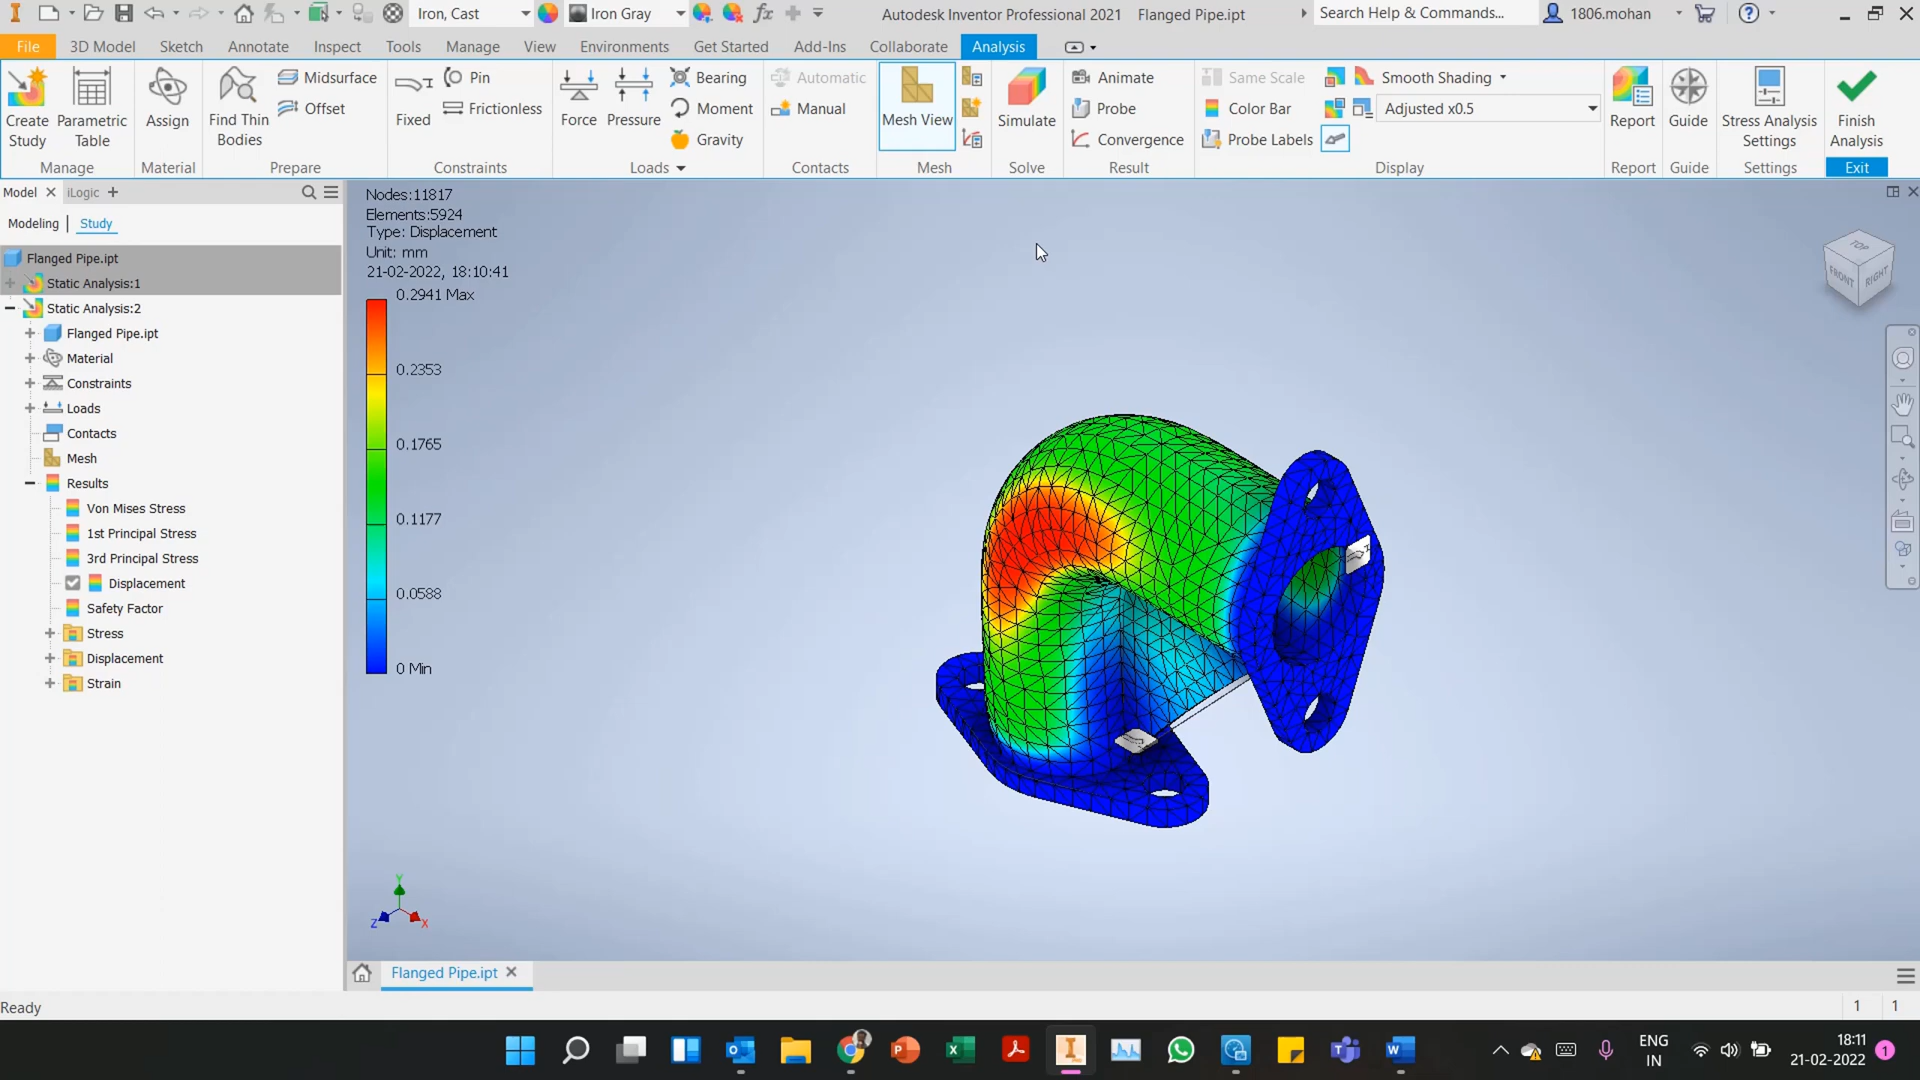 Iron, Cast
Iron Gray
fx
Autodesk Inventor Professional 2021 Flanged Pipe.ipt
Search Help & Commands...
1806.mohan
File 3D Model Sketch Annotate Inspect Tools Manage View Environments Get Started Add-Ins Collaborate Analysis
Create Study
Parametric Table
Manage
Assign
Material
Find Thin Bodies
Midsurface
Offset
Prepare
Fixed
Pin
Frictionless
Constraints
Force
Pressure
Bearing
Moment
Gravity
Loads
Automatic
Manual
Contacts
Mesh View
Mesh
Simulate
Solve
Animate
Probe
Convergence
Result
Same Scale
Color Bar
Probe Labels
Smooth Shading
Adjusted x0.5
Display
Report
Report
Guide
Guide
Stress Analysis Settings
Settings
Finish Analysis
Exit
Model iLogic
Modeling Study
Flanged Pipe.ipt
Static Analysis:1
Static Analysis:2
Flanged Pipe.ipt
Material
Constraints
Loads
Contacts
Mesh
Results
Von Mises Stress
1st Principal Stress
3rd Principal Stress
Displacement
Safety Factor
Stress
Displacement
Strain
Nodes:11817
Elements:5924
Type: Displacement
Unit: mm
21-02-2022, 18:10:41
0.2941 Max
0.2353
0.1765
0.1177
0.0588
0 Min
TOP
FRONT
RIGHT
Y
Z
X
Flanged Pipe.ipt
Ready
1 1
ENG
IN
18:11
21-02-2022
1